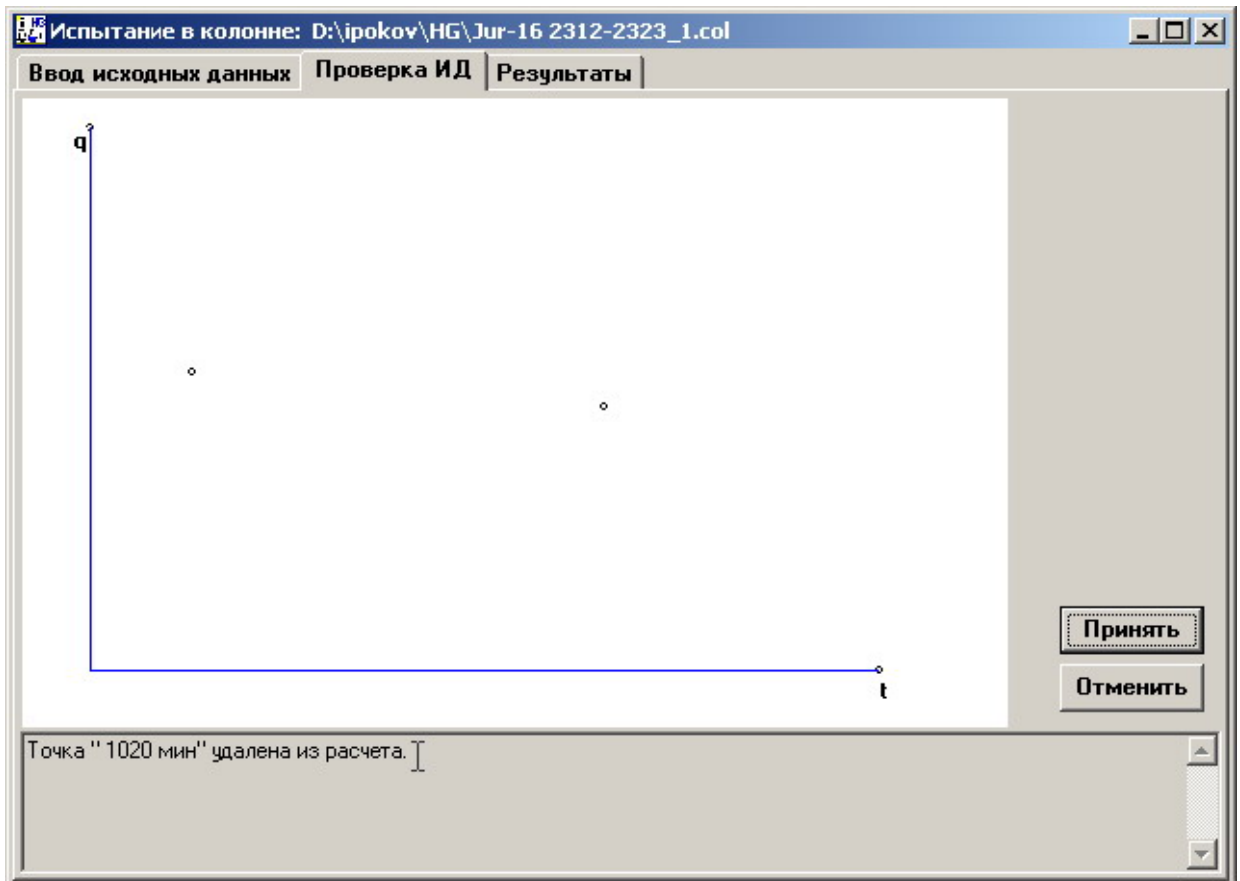 Испытание в колонне: D:\ipokov\HG\Jur-16 2312-2323_1.col
Ввод исходных данных Проверка ИД Результаты
q
t
Принять
Отменить
Точка " 1020 мин" удалена из расчета.